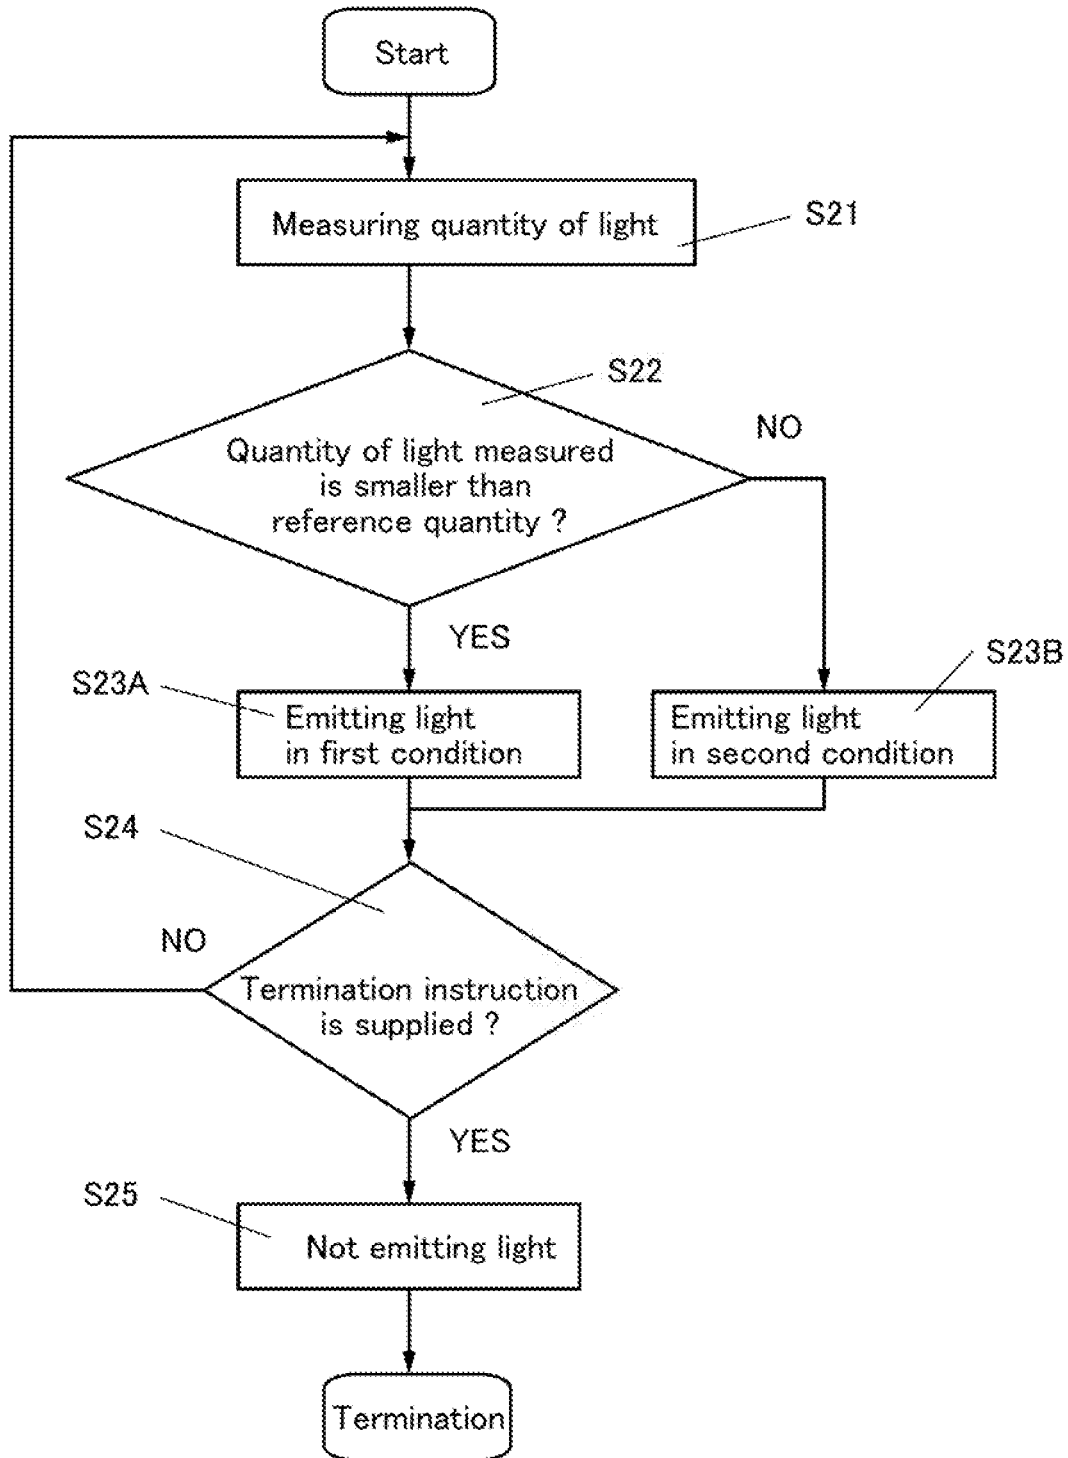 Start
Measuring quantity of light
S21
S22
Quantity of light measured
is smaller than
reference quantity ?
NO
YES
S23A
Emitting light
in first condition
S23B
Emitting light
in second condition
S24
NO
Termination instruction
is supplied ?
YES
S25
Not emitting light
Termination